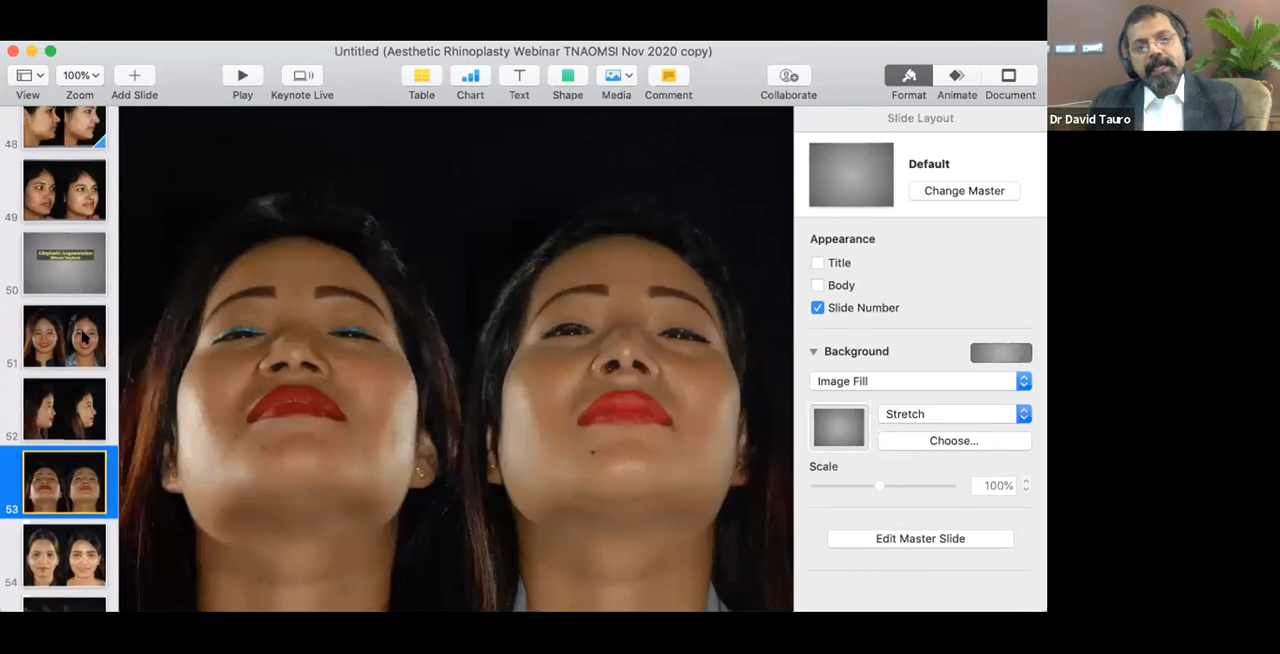 Untitled (Aesthetic Rhinoplasty Webinar TNAOMSI Nov 2020 copy)
View
100%
Zoom
Add Slide
Play
Keynote Live
Table
Chart
Text
Shape
Media
Comment
Collaborate
Format
Animate
Document
Dr David Tauro
Slide Layout
Default
Change Master
Appearance
Title
Body
Slide Number
Background
Image Fill
Stretch
Choose...
Scale
100%
Edit Master Slide
48
49
50
51
52
53
54